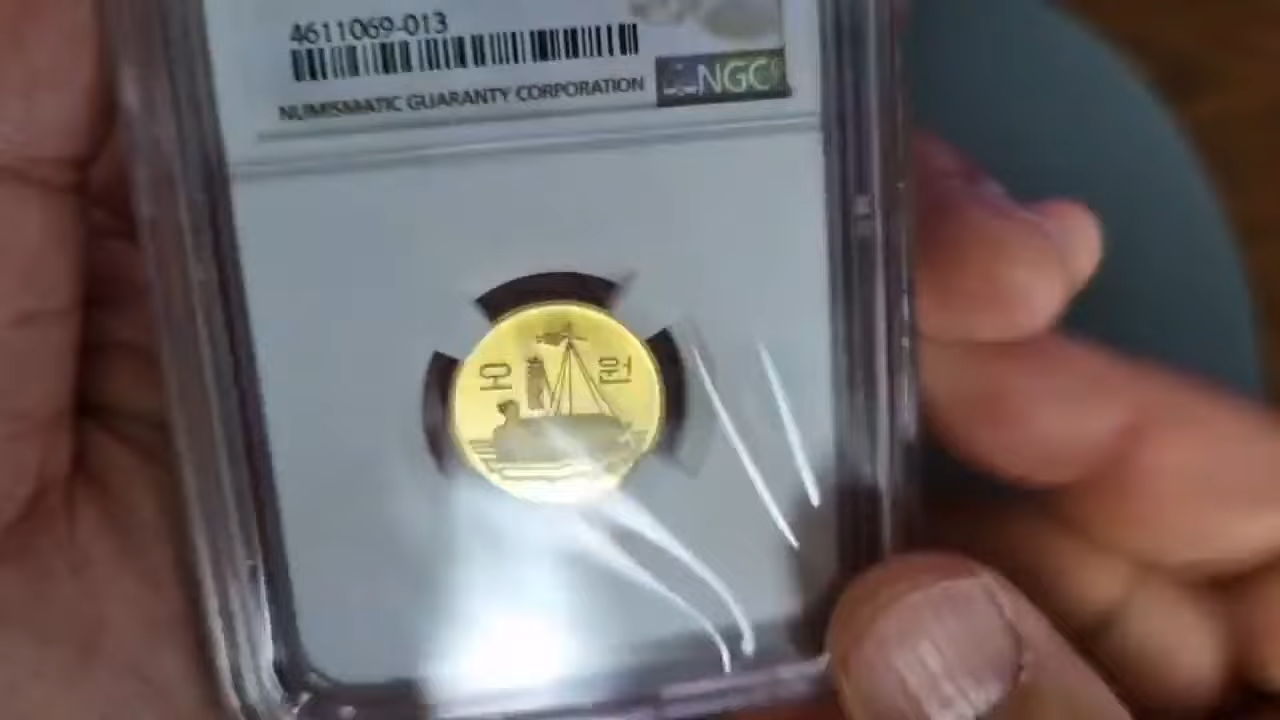 4611069-013
NUMISMATIC GUARANTY CORPORATION
NGC
오 원